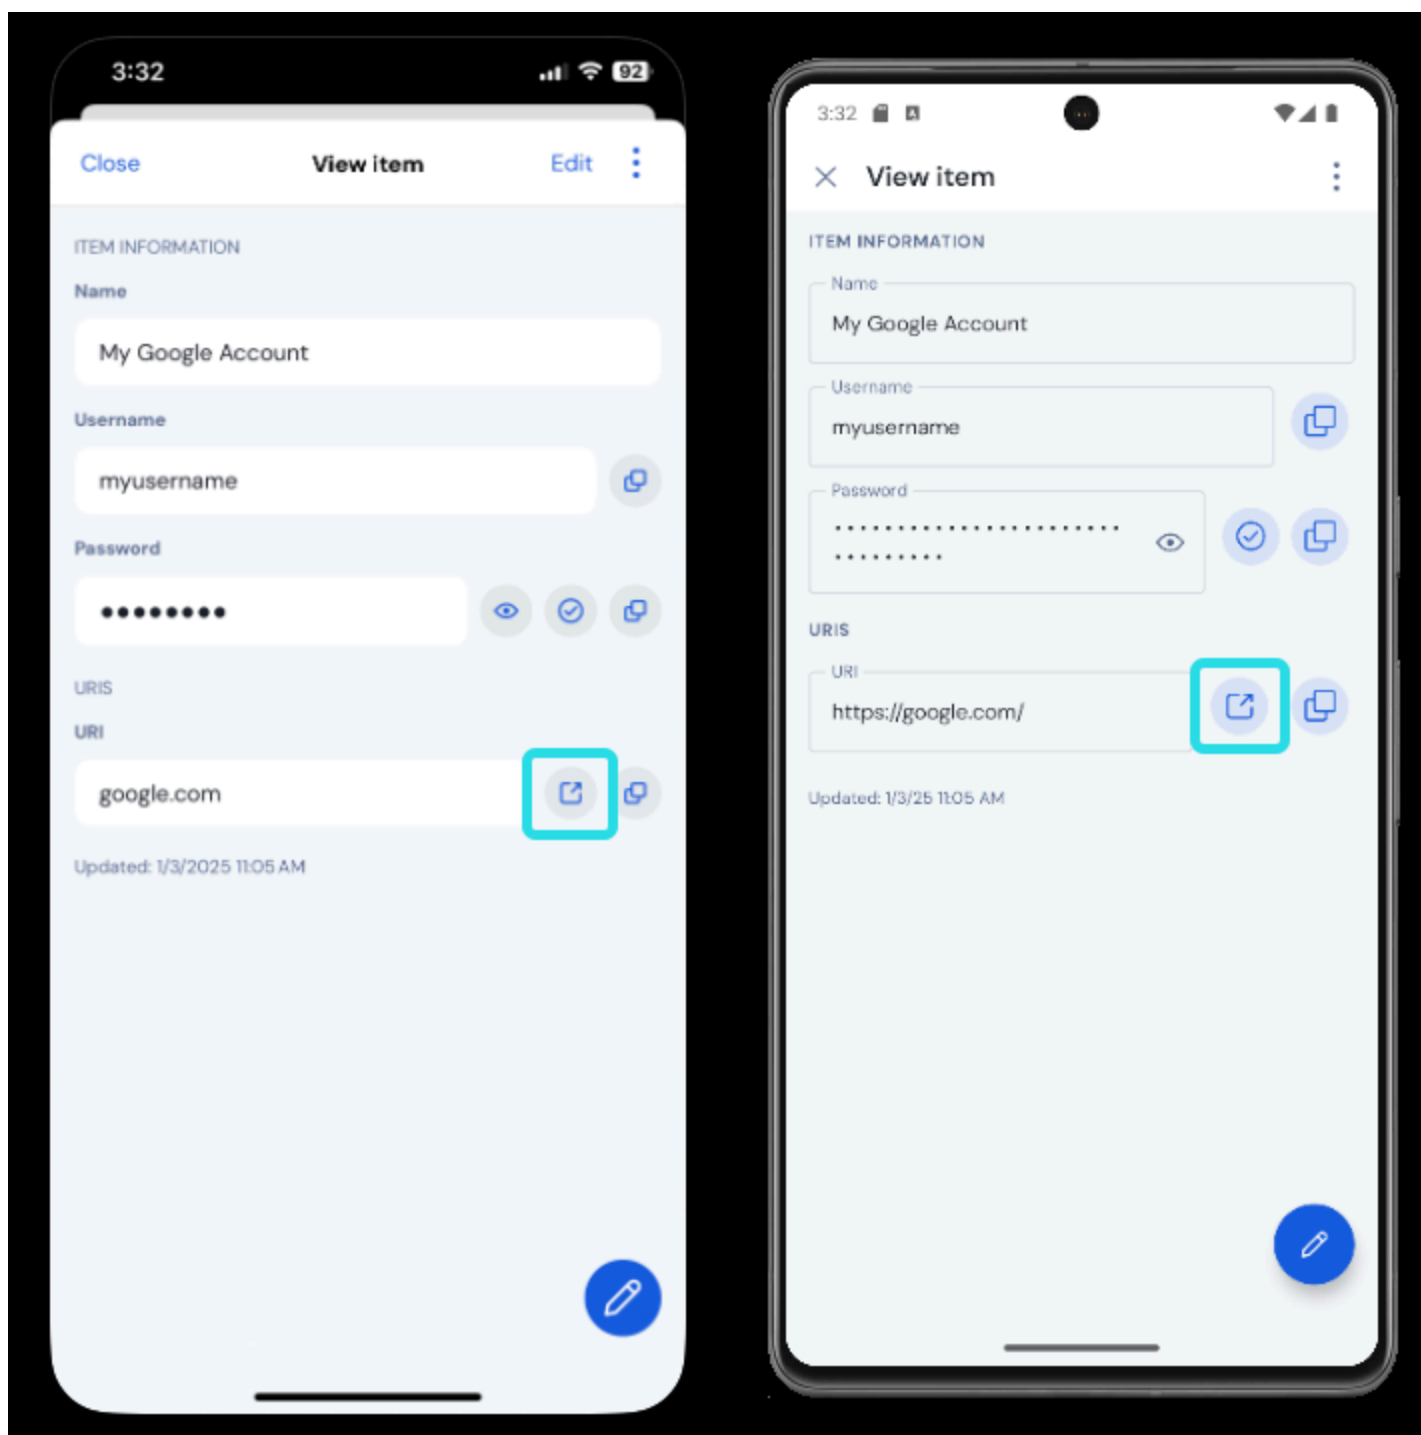 3:32
92
Close
View item
Edit
ITEM INFORMATION
Name
My Google Account
Username
myusername
Password
••••••••
URIS
URI
google.com
Updated: 1/3/2025 11:05 AM
3:32
View item
ITEM INFORMATION
Name
My Google Account
Username
myusername
Password
•••••••••••••••••••••••
•••••••••
URIS
URI
https://google.com/
Updated: 1/3/25 11:05 AM